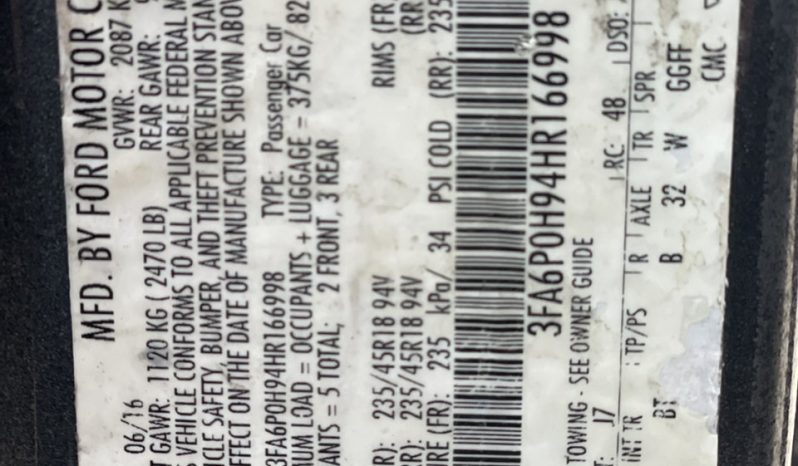 MFD. BY FORD MOTOR C
06/16 GVWR: 2087 K
T GAWR: 1120 KG ( 2470 LB) REAR GAWR:
S VEHICLE CONFORMS TO ALL APPLICABLE FEDERAL M
ICLE SAFETY, BUMPER, AND THEFT PREVENTION STAN
FFECT ON THE DATE OF MANUFACTURE SHOWN ABOV
3FA6P0H94HR166998 TYPE: Passenger Car
UM LOAD = OCCUPANTS + LUGGAGE = 375KG/ 82
ANTS = 5 TOTAL; 2 FRONT, 3 REAR
R): 235/45R18 94V RIMS (FR
RR): 235/45R18 94V (RR
URE (FR): 235 kPa/ 34 PSI COLD (RR): 235
3FA6P0H94HR166998
TOWING - SEE OWNER GUIDE
T: J7 RC: 48 DSO:
INT TR TP/PS R AXLE TR SPR
BT B 32 W GGFF
CMC